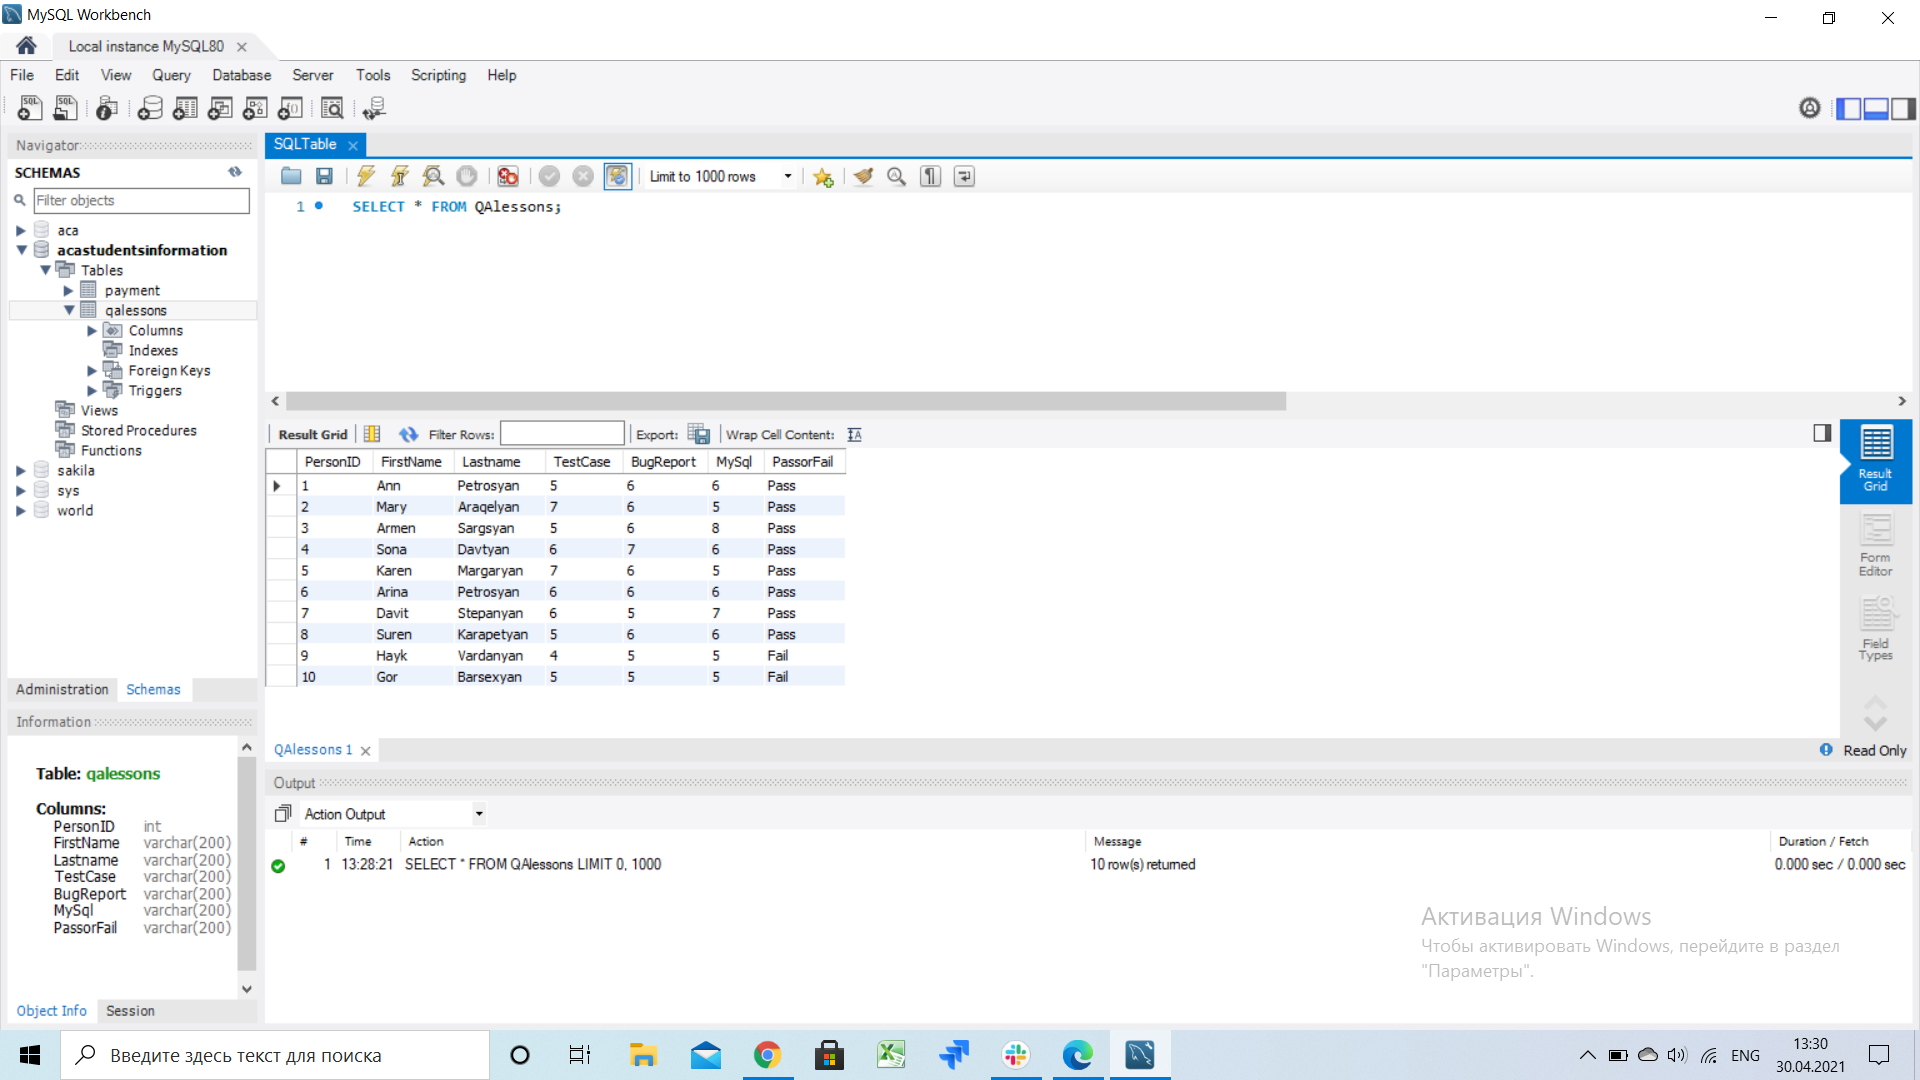 MySQL Workbench
Local instance MySQL80
File Edit View Query Database Server Tools Scripting Help
Navigator
SCHEMAS
Filter objects
aca
acastudentsinformation
Tables
payment
qalessons
Columns
Indexes
Foreign Keys
Triggers
Views
Stored Procedures
Functions
sakila
sys
world
Administration Schemas
Information
Table: qalessons
Columns:
PersonID int
FirstName varchar(200)
Lastname varchar(200)
TestCase varchar(200)
BugReport varchar(200)
MySql varchar(200)
PassorFail varchar(200)
Object Info Session
SQLTable
Limit to 1000 rows
1 SELECT * FROM QAlessons;
Result Grid Filter Rows: Export: Wrap Cell Content:
PersonID FirstName Lastname TestCase BugReport MySql PassorFail
1 Ann Petrosyan 5 6 6 Pass
2 Mary Araqelyan 7 6 5 Pass
3 Armen Sargsyan 5 6 8 Pass
4 Sona Davtyan 6 7 6 Pass
5 Karen Margaryan 7 6 5 Pass
6 Arina Petrosyan 6 6 6 Pass
7 Davit Stepanyan 6 5 7 Pass
8 Suren Karapetyan 5 6 6 Pass
9 Hayk Vardanyan 4 5 5 Fail
10 Gor Barsexyan 5 5 5 Fail
Result
Grid
Form
Editor
Field
Types
QAlessons 1
Read Only
Output
Action Output
# Time Action Message Duration / Fetch
1 13:28:21 SELECT * FROM QAlessons LIMIT 0, 1000 10 row(s) returned 0.000 sec / 0.000 sec
Активация Windows
Чтобы активировать Windows, перейдите в раздел
"Параметры".
Введите здесь текст для поиска
ENG
13:30
30.04.2021